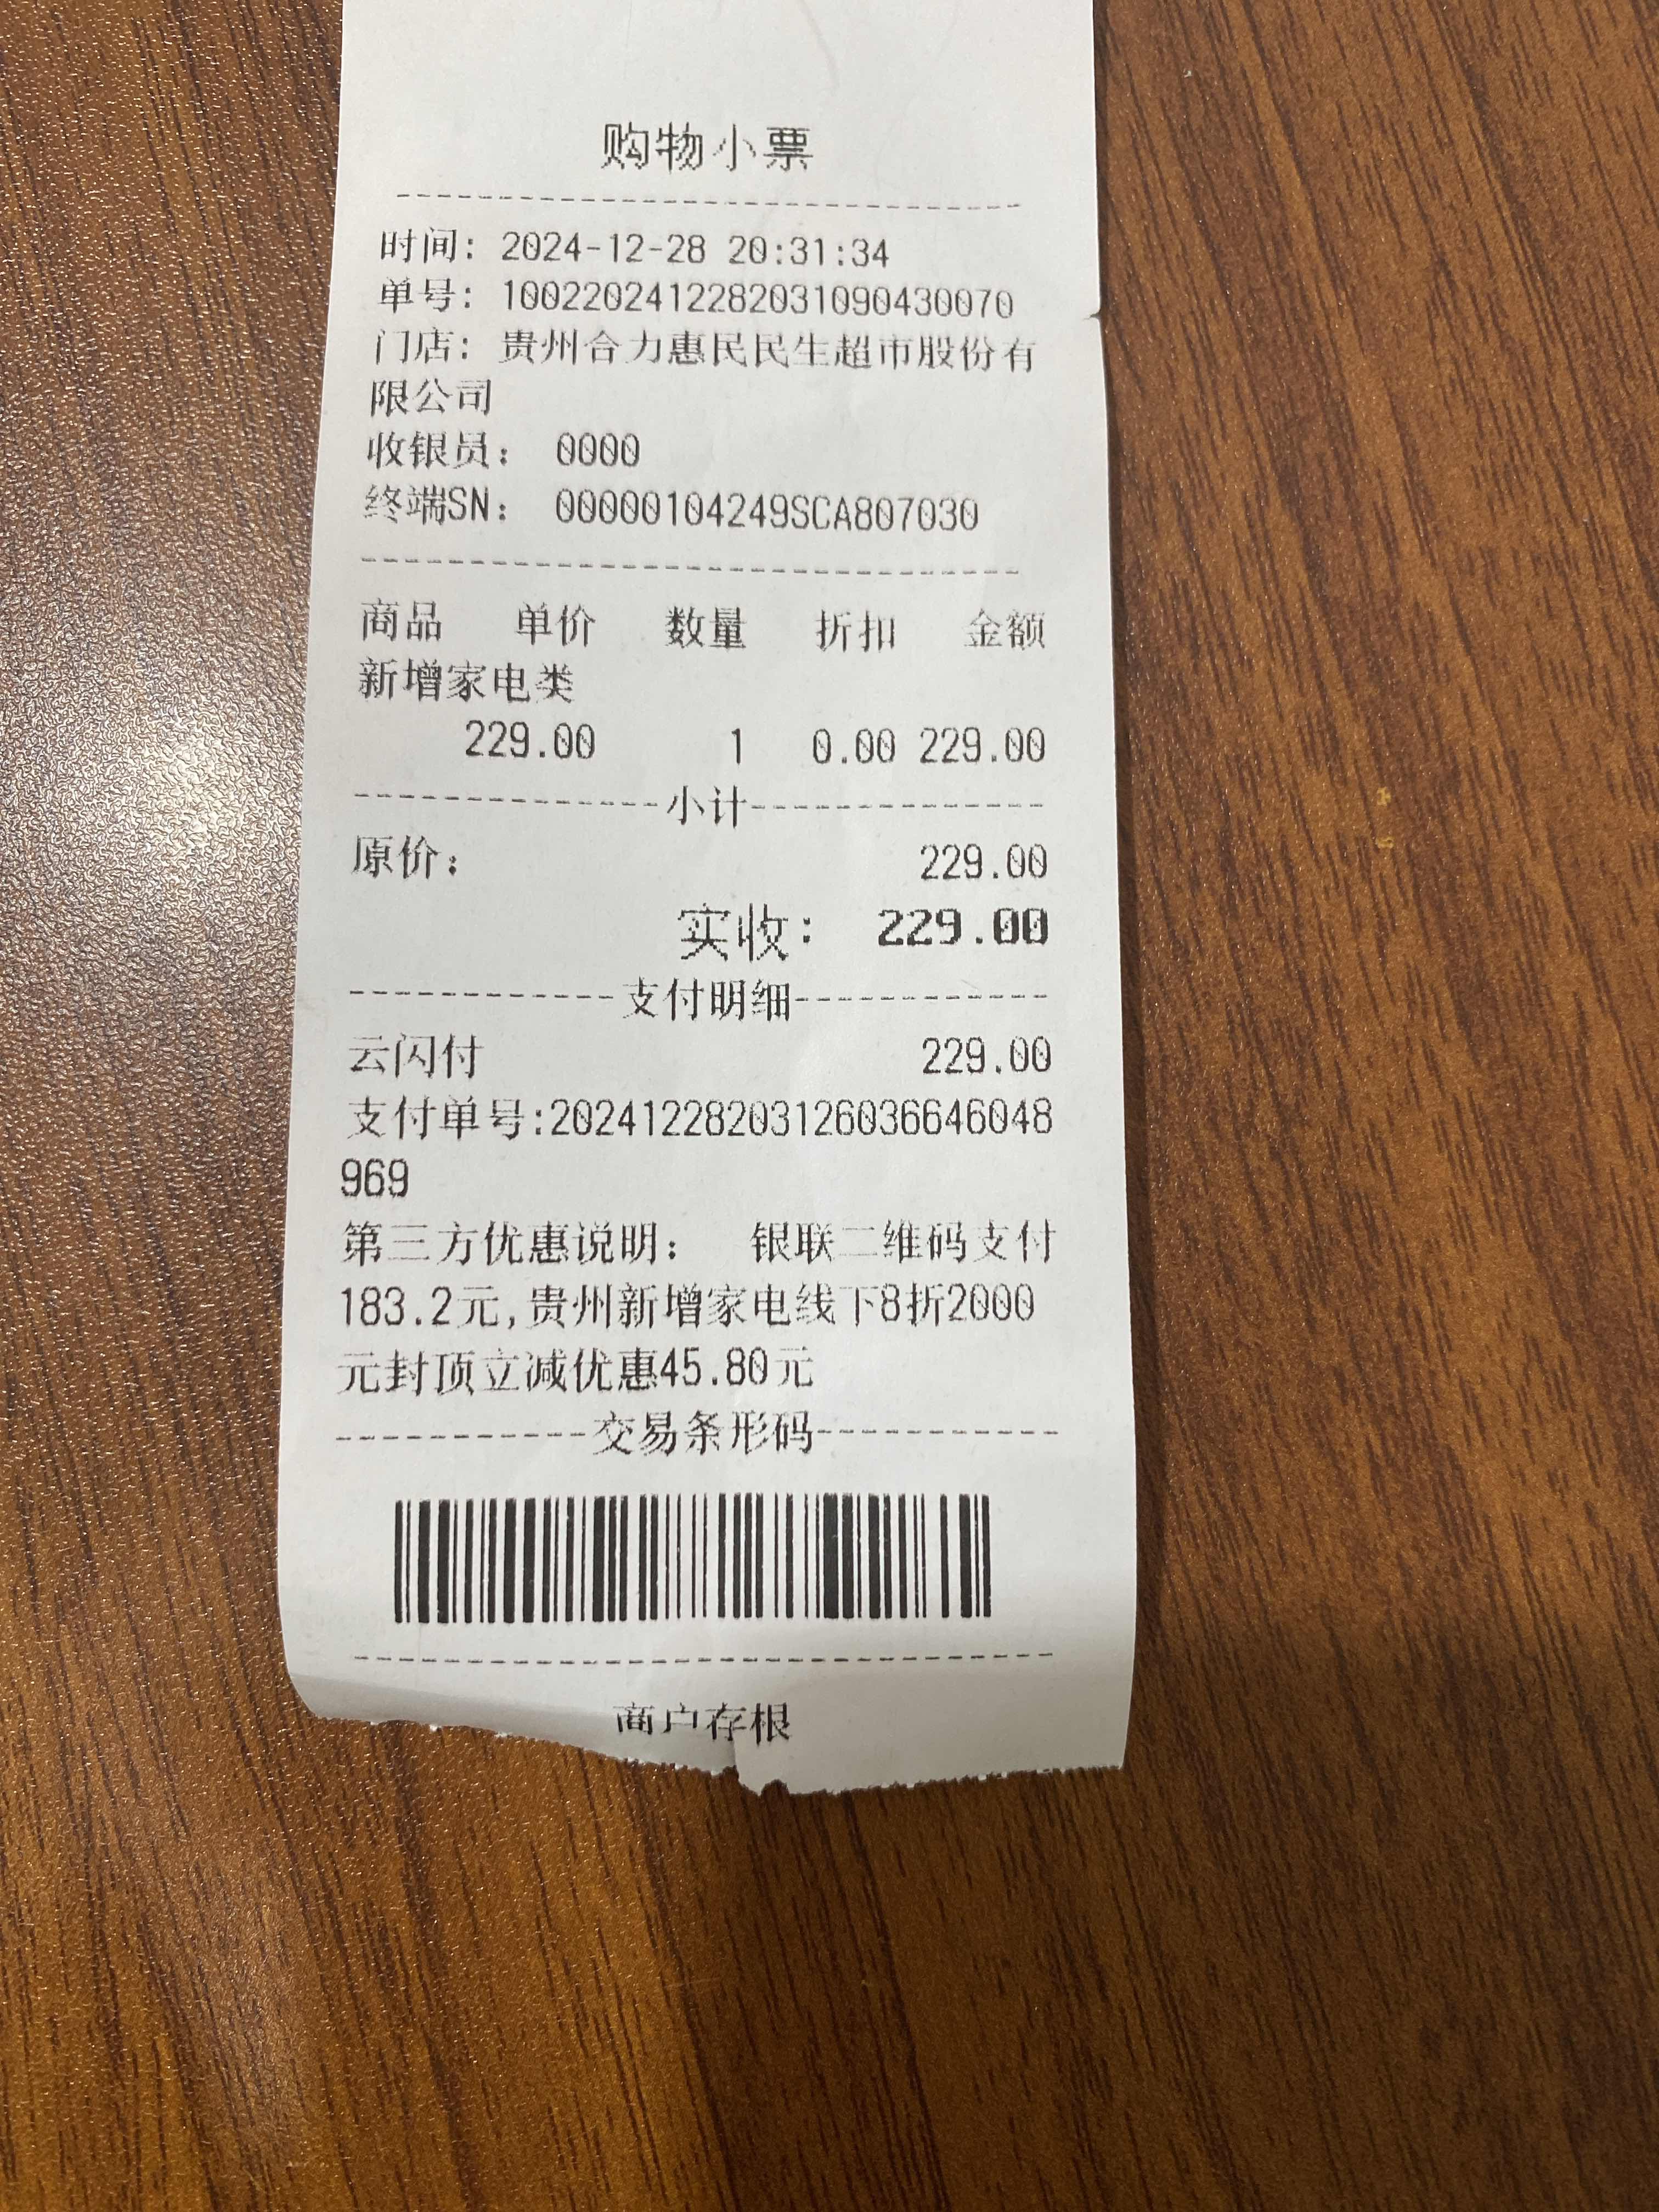 购物小票
时间: 2024-12-28 20:31:34
单号: 1002202412282031090430070
门店: 贵州合力惠民民生超市股份有
限公司
收银员: 0000
终端SN: 00000104249SCA807030
商品 单价 数量 折扣 金额
新增家电类
229.00 1 0.00 229.00
小计
原价: 229.00
实收: 229.00
支付明细
云闪付 229.00
支付单号:202412282031260366460​48
969
第三方优惠说明: 银联二维码支付
183.2元,贵州新增家电线下8折2000
元封顶立减优惠45.80元
交易条形码
商户存根